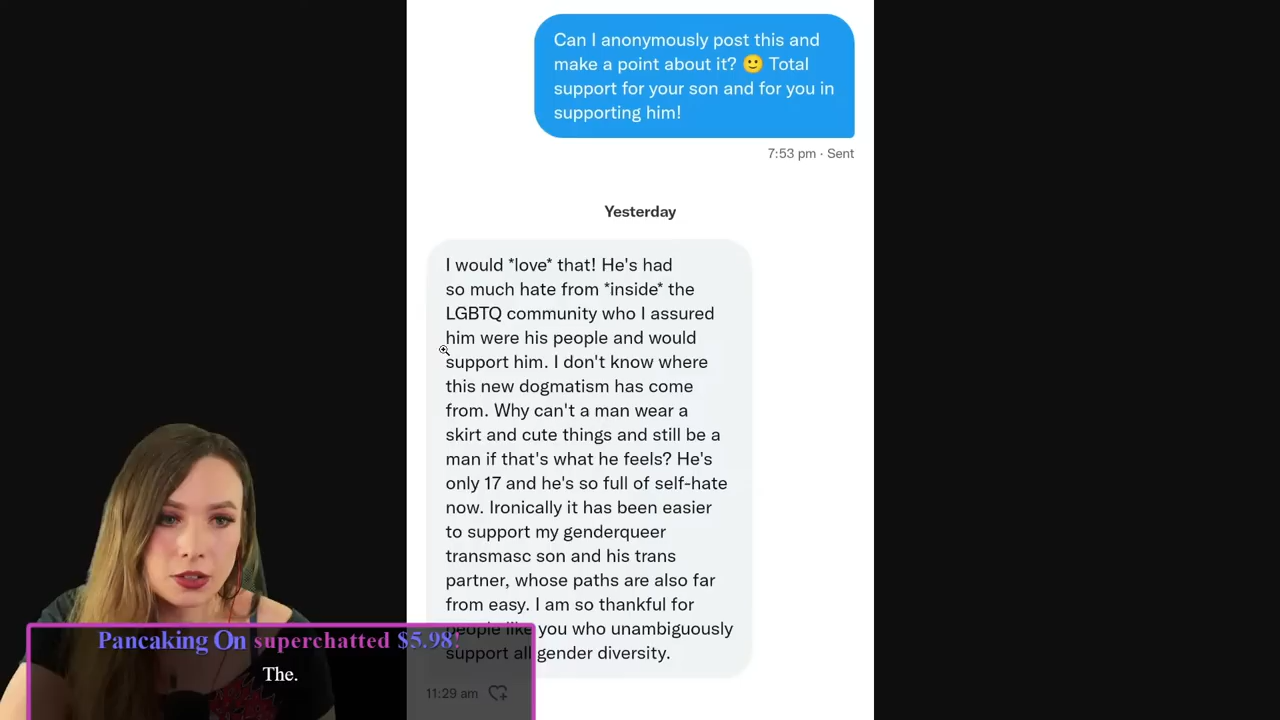 Can I anonymously post this and
make a point about it? 🙂 Total
support for your son and for you in
supporting him!
7:53 pm · Sent
Yesterday
I would *love* that! He's had
so much hate from *inside* the
LGBTQ community who I assured
him were his people and would
support him. I don't know where
this new dogmatism has come
from. Why can't a man wear a
skirt and cute things and still be a
man if that's what he feels? He's
only 17 and he's so full of self-hate
now. Ironically it has been easier
to support my genderqueer
transmasc son and his trans
partner, whose paths are also far
from easy. I am so thankful for
people like you who unambiguously
support all gender diversity.
11:29 am
Pancaking On superchatted $5.98!
The.